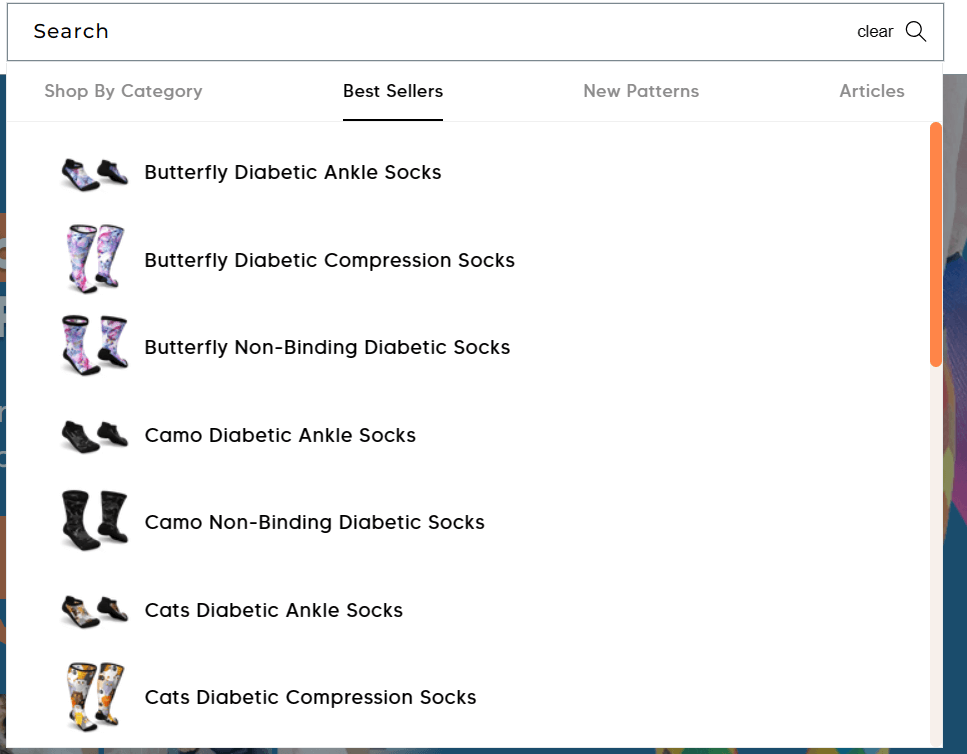 Search
clear
Shop By Category
Best Sellers
New Patterns
Articles
Butterfly Diabetic Ankle Socks
Butterfly Diabetic Compression Socks
Butterfly Non-Binding Diabetic Socks
Camo Diabetic Ankle Socks
Camo Non-Binding Diabetic Socks
Cats Diabetic Ankle Socks
Cats Diabetic Compression Socks